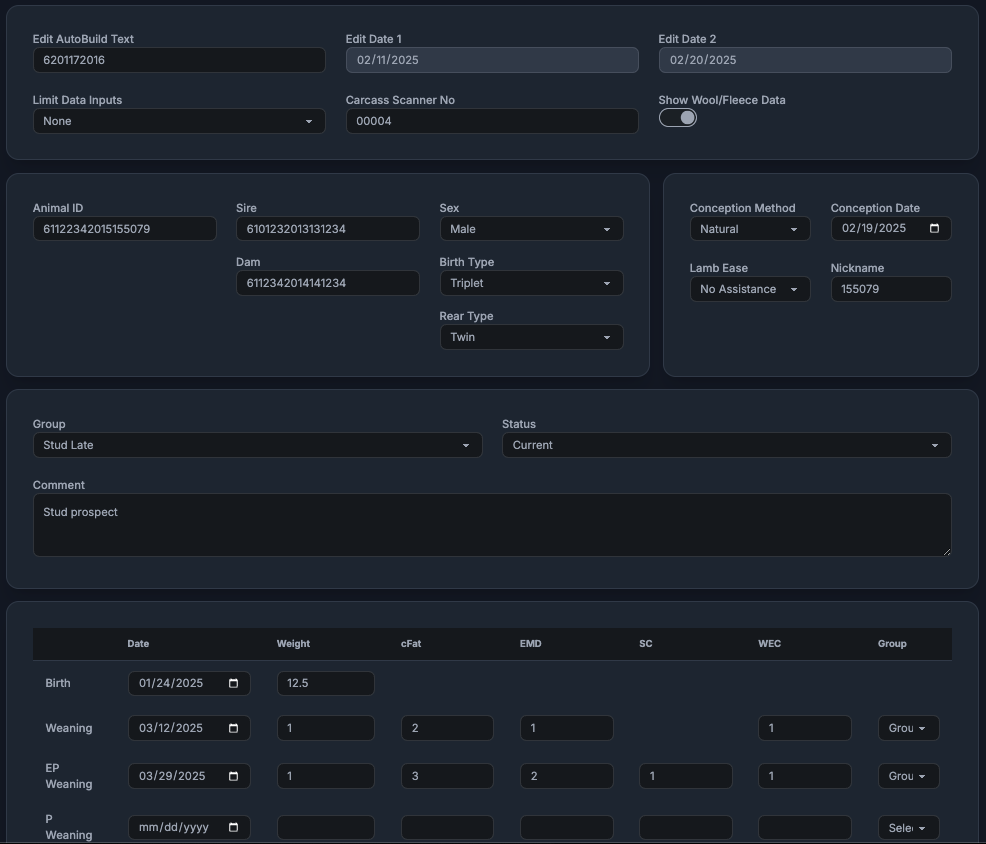 Edit AutoBuild Text
Edit Date 1
Edit Date 2
6201172016
02/11/2025
02/20/2025
Limit Data Inputs
Carcass Scanner No
Show Wool/Fleece Data
None
00004
Animal ID
Sire
Sex
61122342015155079
6101232013131234
Male
Dam
Birth Type
6112342014141234
Triplet
Rear Type
Twin
Conception Method
Conception Date
Natural
02/19/2025
Lamb Ease
Nickname
No Assistance
155079
Group
Status
Stud Late
Current
Comment
Stud prospect
Date Weight cFat EMD SC WEC Group
Birth 01/24/2025 12.5
Weaning 03/12/2025 1 2 1 1 Grou
EP
Weaning 03/29/2025 1 3 2 1 1 Grou
P
Weaning mm/dd/yyyy Selec